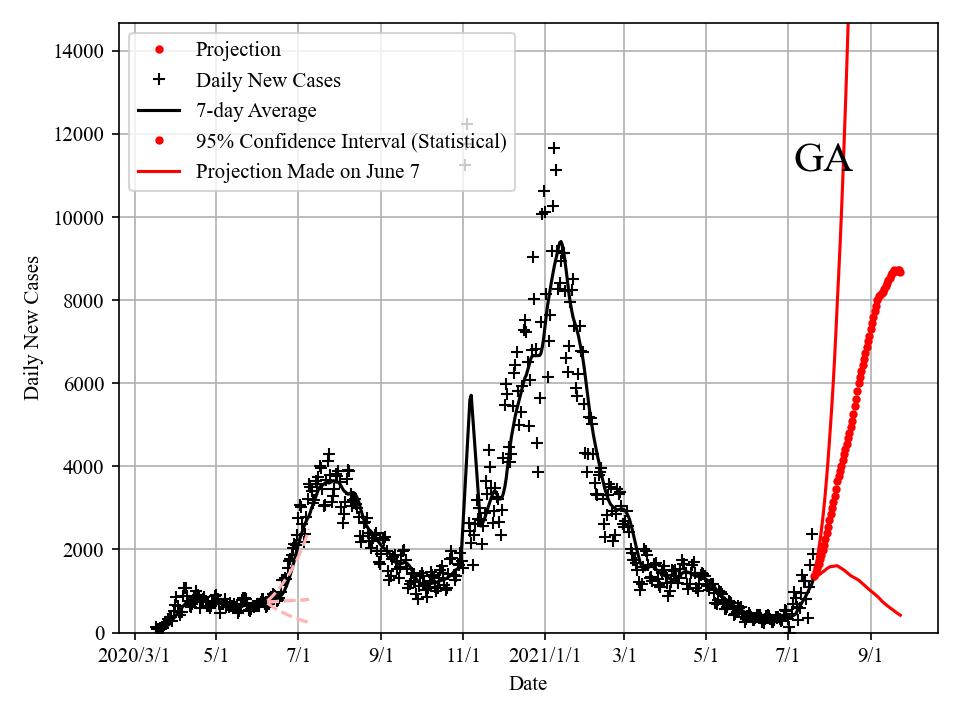 14000
12000
10000
8000
6000
4000
2000
0
Daily New Cases
Projection
Daily New Cases
7-day Average
95% Confidence Interval (Statistical)
Projection Made on June 7
GA
2020/3/1 5/1 7/1 9/1 11/1 2021/1/1 3/1 5/1 7/1 9/1
Date